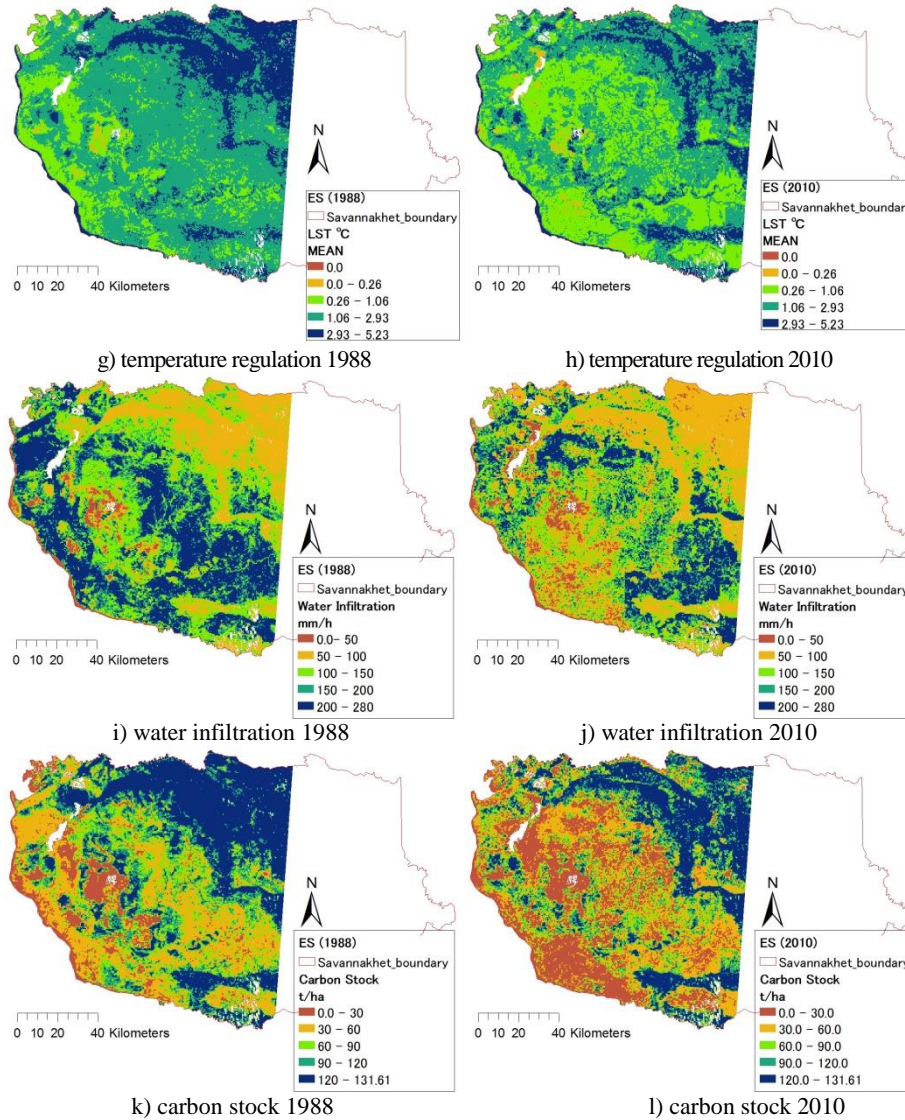 N
N
ES (1988)
Savannakhet_boundary
LST °C
MEAN
0.0
0.0 - 0.26
0.26 - 1.06
1.06 - 2.93
2.93 - 5.23
0 10 20 40 Kilometers
ES (2010)
Savannakhet_boundary
LST °C
MEAN
0.0
0.0 - 0.26
0.26 - 1.06
1.06 - 2.93
2.93 - 5.23
0 10 20 40 Kilometers
g) temperature regulation 1988
h) temperature regulation 2010
N
N
ES (1988)
Savannakhet_boundary
Water Infiltration
mm/h
0.0- 50
50 - 100
100 - 150
150 - 200
200 - 280
0 10 20 40 Kilometers
ES (2010)
Savannakhet_boundary
Water Infiltration
mm/h
0.0 - 50
50 - 100
100 - 150
150 - 200
200 - 280
0 10 20 40 Kilometers
i) water infiltration 1988
j) water infiltration 2010
N
N
ES (1988)
Savannakhet_boundary
Carbon Stock
t/ha
0.0 - 30
30 - 60
60 - 90
90 - 120
120 - 131.61
0 10 20 40 Kilometers
ES (2010)
Savannakhet_boundary
Carbon Stock
t/ha
0.0 - 30.0
30.0 - 60.0
60.0 - 90.0
90.0 - 120.0
120.0 - 131.61
0 10 20 40 Kilometers
k) carbon stock 1988
l) carbon stock 2010